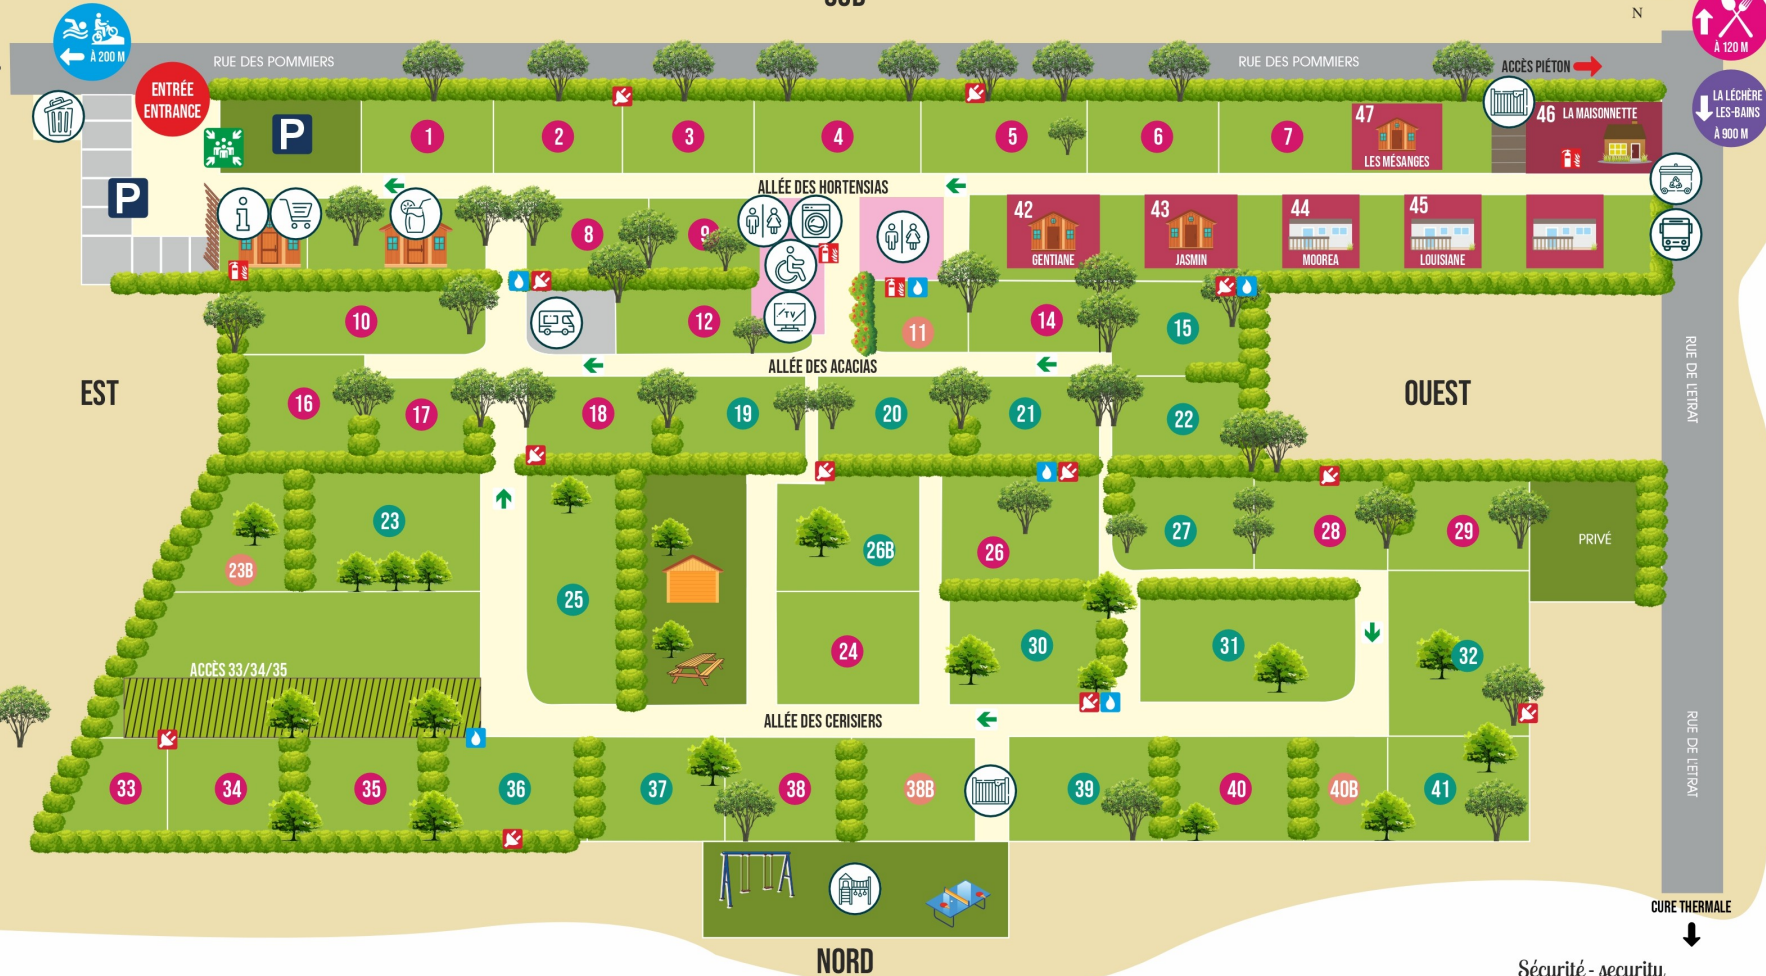 SUD
N
À 200 M
À 120 M
RUE DES POMMIERS
RUE DES POMMIERS
ACCÈS PIÉTON
ENTRÉE
ENTRANCE
LA LÉCHÈRE
LES-BAINS
À 900 M
P
1
2
3
4
5
6
7
47
LES MÉSANGES
46 LA MAISONNETTE
P
ALLÉE DES HORTENSIAS
i
8
9
42
GENTIANE
43
JASMIN
44
MOOREA
45
LOUISIANE
10
12
TV
11
14
15
ALLÉE DES ACACIAS
EST
OUEST
RUE DE L'ETRAT
16
17
18
19
20
21
22
23
23B
25
26B
26
27
28
29
PRIVÉ
24
30
31
32
ACCÈS 33/34/35
ALLÉE DES CERISIERS
RUE DE L'ETRAT
33
34
35
36
37
38
38B
39
40
40B
41
CURE THERMALE
NORD
Sécurité - security